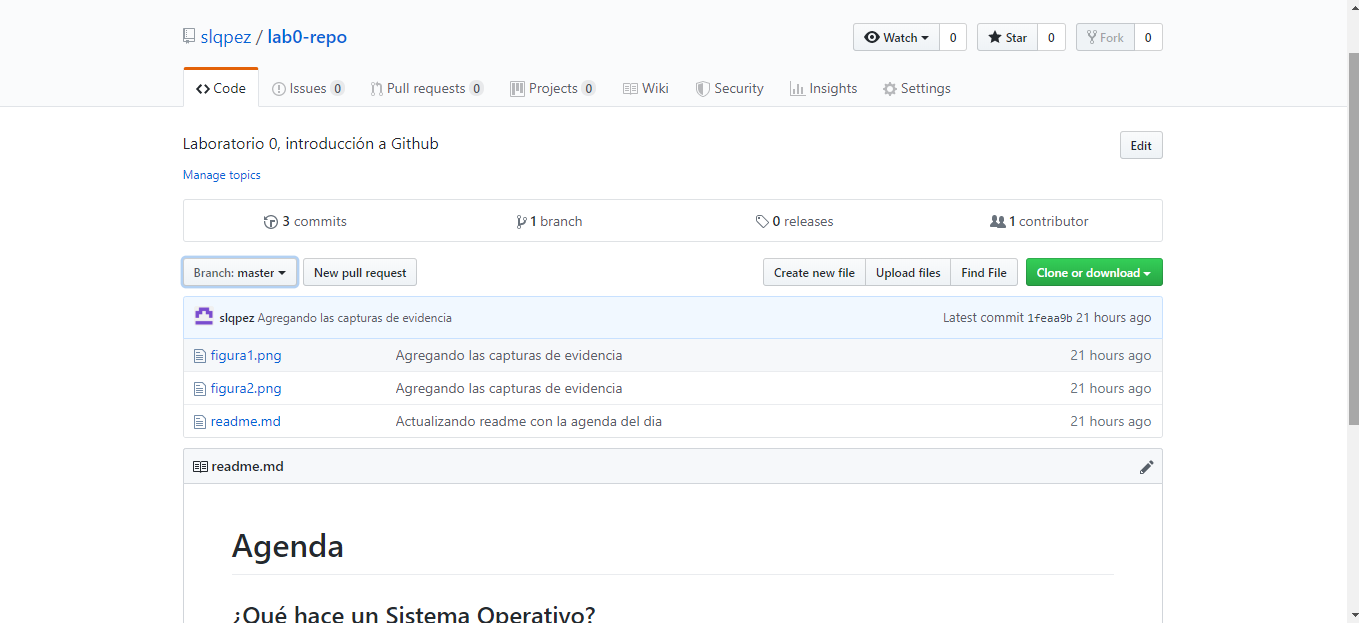 slqpez / lab0-repo
Watch 0 Star 0 Fork 0
Code Issues 0 Pull requests 0 Projects 0 Wiki Security Insights Settings
Laboratorio 0, introducción a Github Edit
Manage topics
3 commits 1 branch 0 releases 1 contributor
Branch: master New pull request Create new file Upload files Find File Clone or download
slqpez Agregando las capturas de evidencia Latest commit 1feaa9b 21 hours ago
figura1.png Agregando las capturas de evidencia 21 hours ago
figura2.png Agregando las capturas de evidencia 21 hours ago
readme.md Actualizando readme con la agenda del dia 21 hours ago
readme.md
Agenda
¿Qué hace un Sistema Operativo?